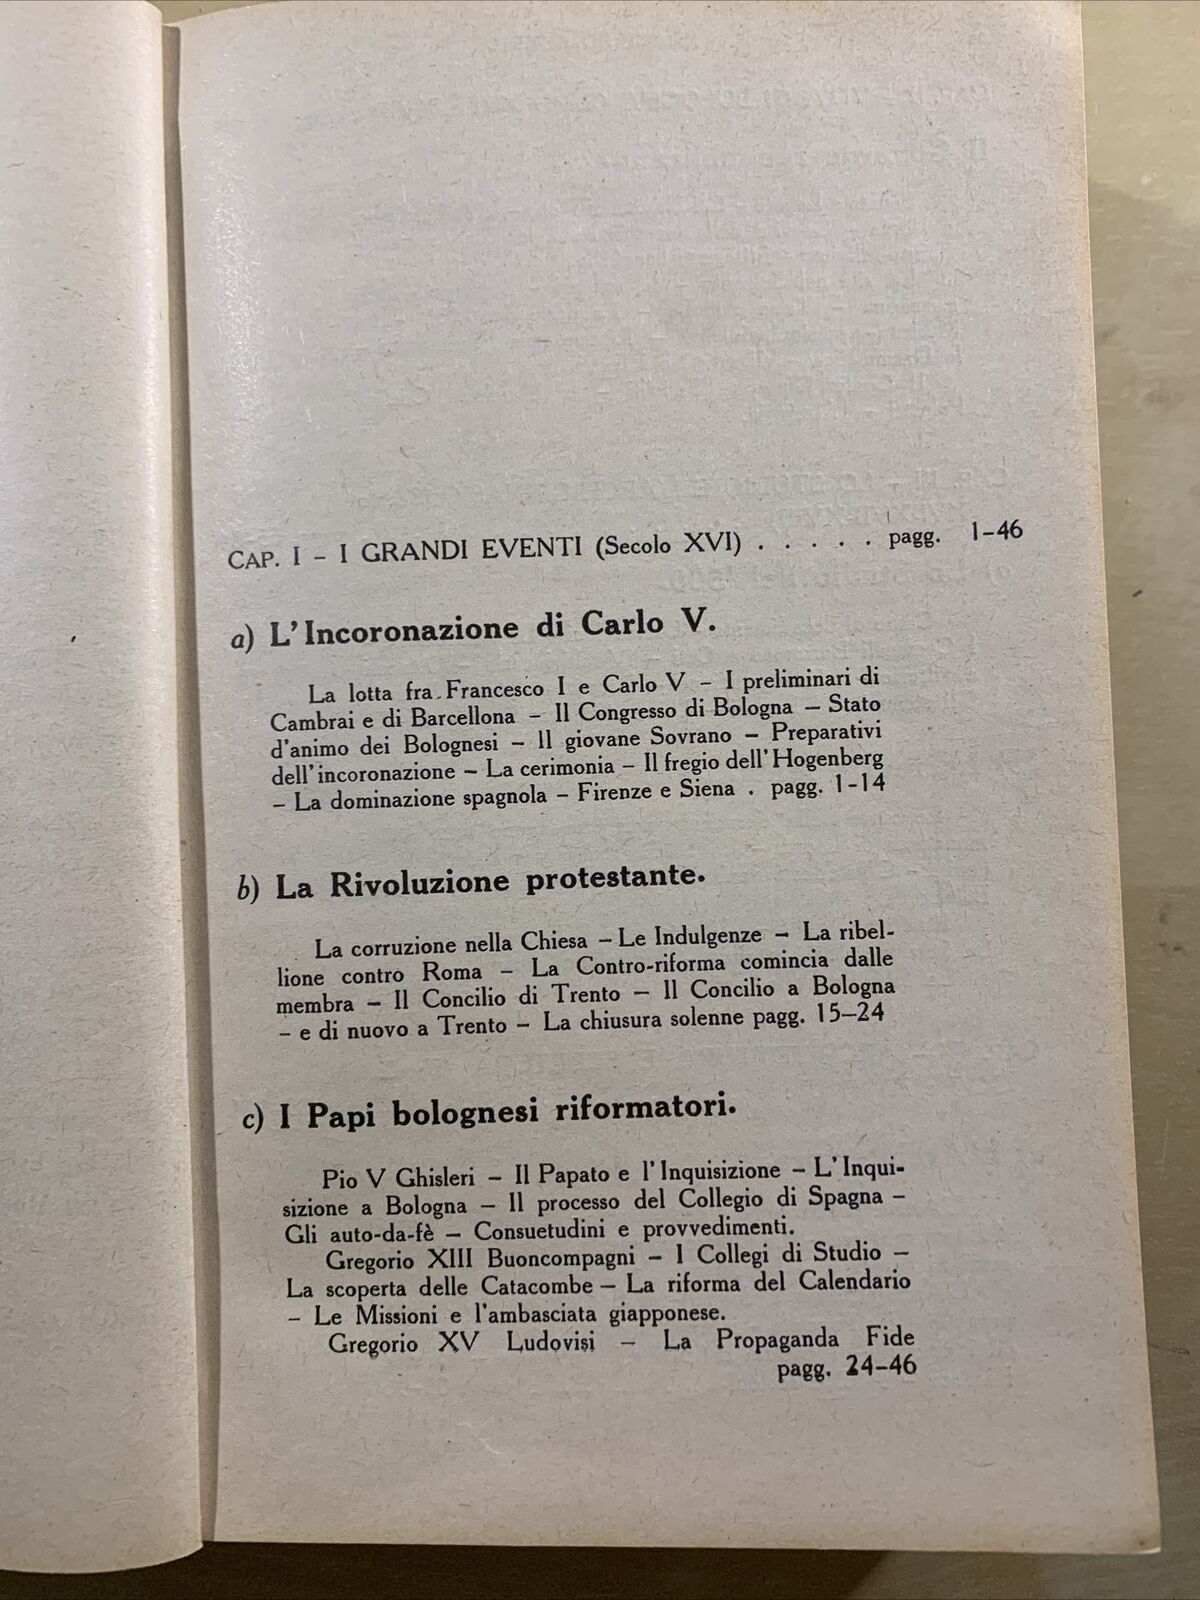 CAP. I – I GRANDI EVENTI (Secolo XVI) . . . . . pagg. 1–46
a) L'Incoronazione di Carlo V.
La lotta fra Francesco I e Carlo V – I preliminari di
Cambrai e di Barcellona – Il Congresso di Bologna – Stato
d'animo dei Bolognesi – Il giovane Sovrano – Preparativi
dell'incoronazione – La cerimonia – Il fregio dell'Hogenberg
– La dominazione spagnola – Firenze e Siena . pagg. 1-14
b) La Rivoluzione protestante.
La corruzione nella Chiesa – Le Indulgenze – La ribel-
lione contro Roma – La Contro-riforma comincia dalle
membra – Il Concilio di Trento – Il Concilio a Bologna
– e di nuovo a Trento – La chiusura solenne pagg. 15–24
c) I Papi bolognesi riformatori.
Pio V Ghisleri – Il Papato e l'Inquisizione – L'Inqui-
sizione a Bologna – Il processo del Collegio di Spagna –
Gli auto-da-fè – Consuetudini e provvedimenti.
Gregorio XIII Buoncompagni – I Collegi di Studio –
La scoperta delle Catacombe – La riforma del Calendario
– Le Missioni e l'ambasciata giapponese.
Gregorio XV Ludovisi – La Propaganda Fide
pagg. 24–46